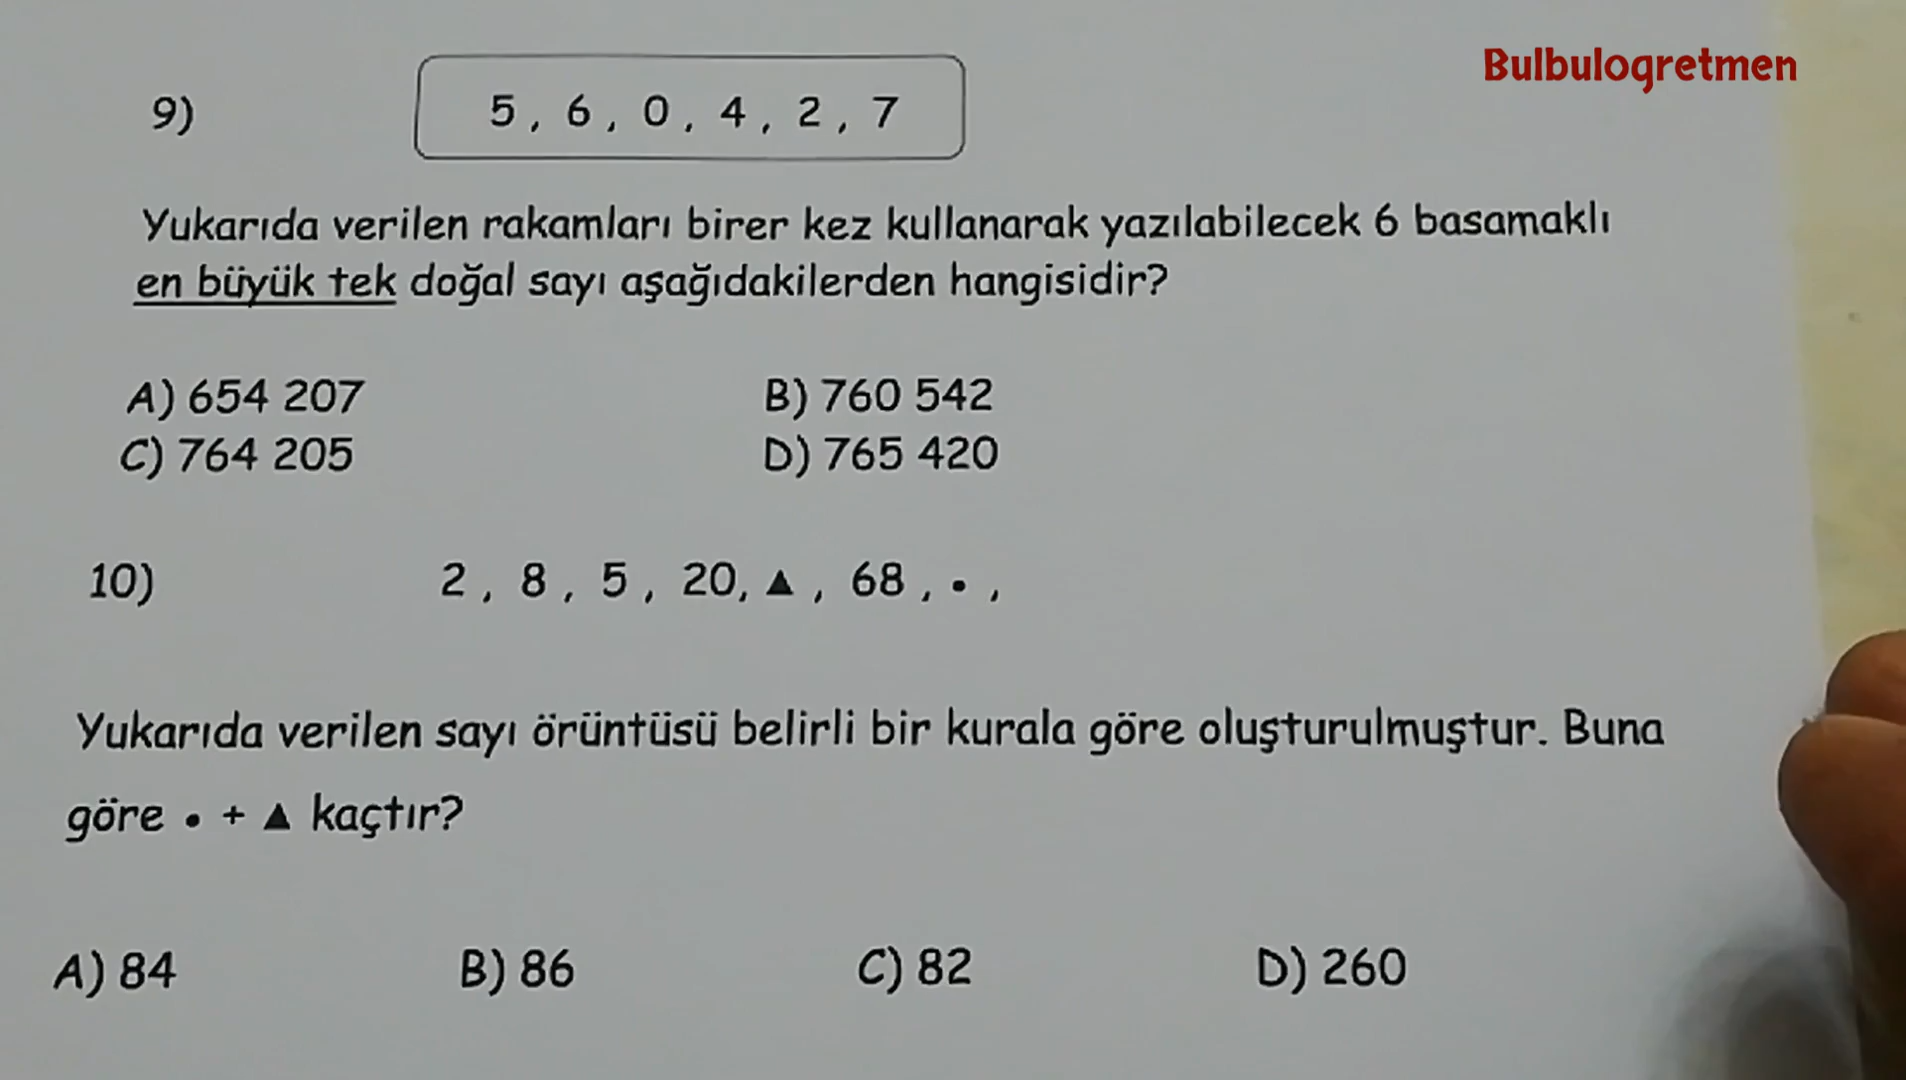 Bulbulogretmen
9)
5 , 6 , 0 , 4 , 2 , 7
Yukarıda verilen rakamları birer kez kullanarak yazılabilecek 6 basamaklı
en büyük tek doğal sayı aşağıdakilerden hangisidir?
A) 654 207 B) 760 542
C) 764 205 D) 765 420
10) 2 , 8 , 5 , 20, ▲ , 68 , • ,
Yukarıda verilen sayı örüntüsü belirli bir kurala göre oluşturulmuştur. Buna
göre • + ▲ kaçtır?
A) 84 B) 86 C) 82 D) 260